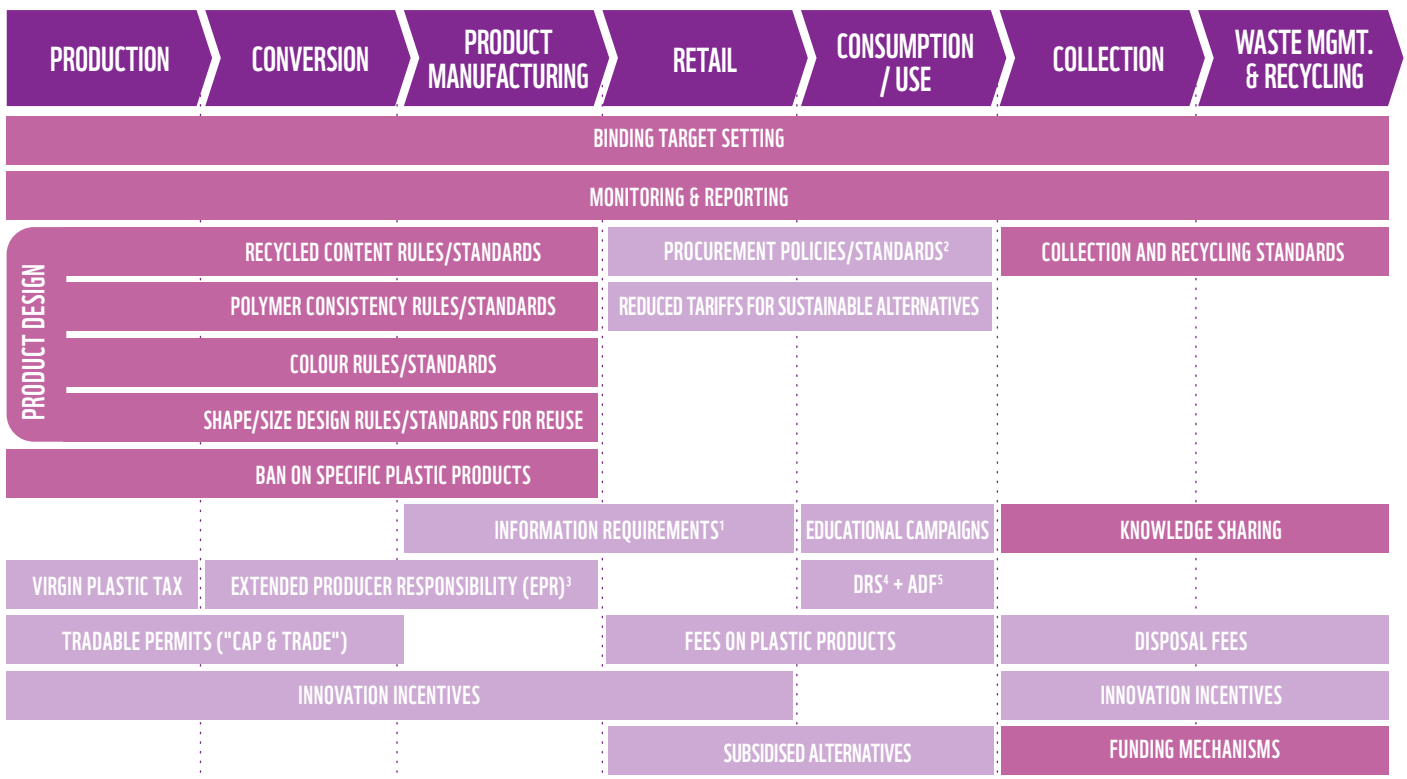 PRODUCTION
CONVERSION
PRODUCT
MANUFACTURING
RETAIL
CONSUMPTION
/ USE
COLLECTION
WASTE MGMT.
& RECYCLING
BINDING TARGET SETTING
MONITORING & REPORTING
PRODUCT DESIGN
RECYCLED CONTENT RULES/STANDARDS
PROCUREMENT POLICIES/STANDARDS²
COLLECTION AND RECYCLING STANDARDS
POLYMER CONSISTENCY RULES/STANDARDS
REDUCED TARIFFS FOR SUSTAINABLE ALTERNATIVES
COLOUR RULES/STANDARDS
SHAPE/SIZE DESIGN RULES/STANDARDS FOR REUSE
BAN ON SPECIFIC PLASTIC PRODUCTS
INFORMATION REQUIREMENTS¹
EDUCATIONAL CAMPAIGNS
KNOWLEDGE SHARING
VIRGIN PLASTIC TAX
EXTENDED PRODUCER RESPONSIBILITY (EPR)³
DRS⁴ + ADF⁵
TRADABLE PERMITS ("CAP & TRADE")
FEES ON PLASTIC PRODUCTS
DISPOSAL FEES
INNOVATION INCENTIVES
INNOVATION INCENTIVES
SUBSIDISED ALTERNATIVES
FUNDING MECHANISMS